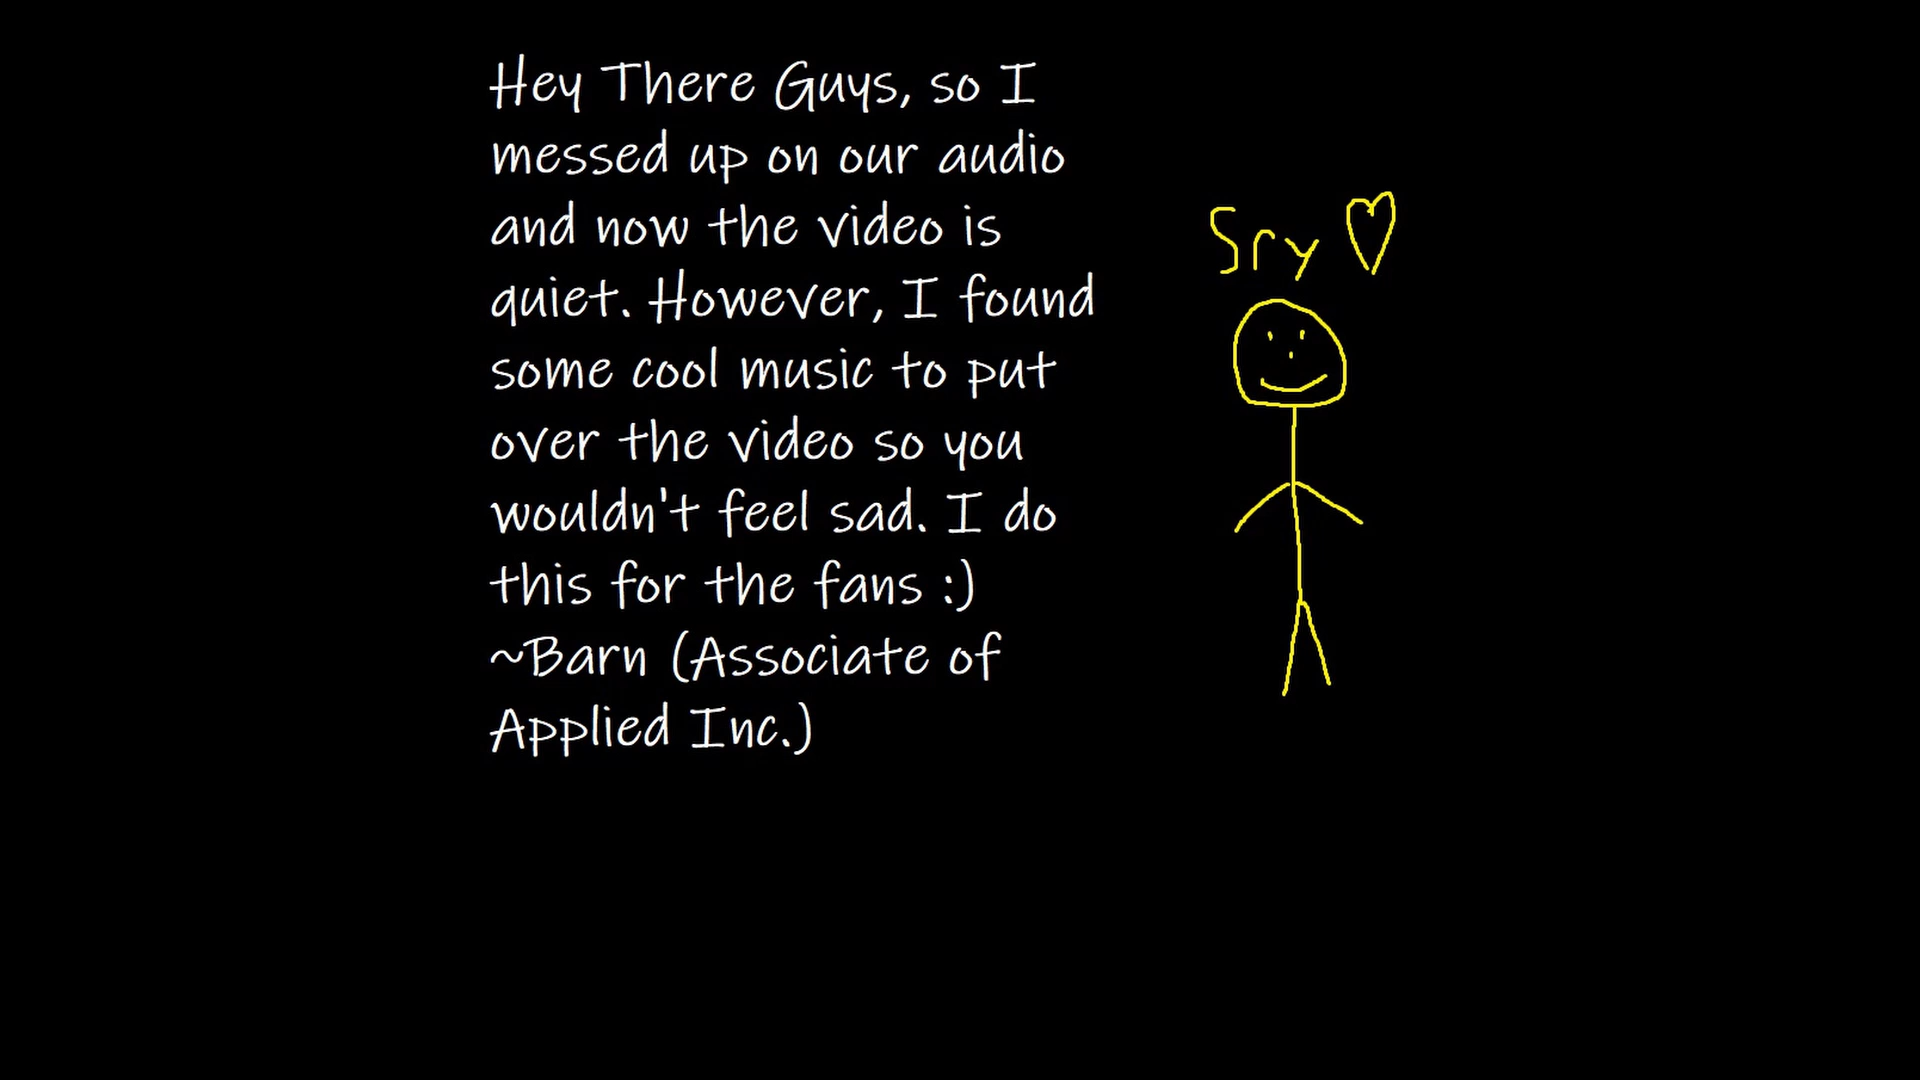 Hey There Guys, so I
messed up on our audio
and now the video is
quiet. However, I found
some cool music to put
over the video so you
wouldn't feel sad. I do
this for the fans :)
~Barn (Associate of
Applied Inc.)
Sry ♡